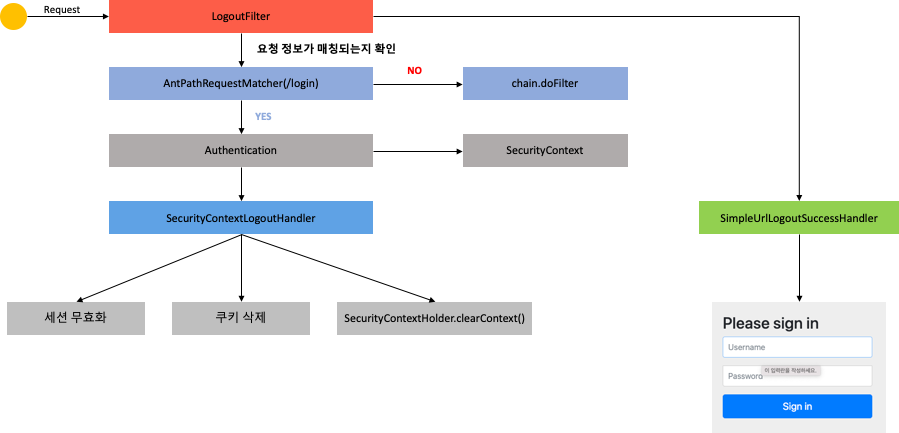 Request
LogoutFilter
요청 정보가 매칭되는지 확인
AntPathRequestMatcher(/login)
NO
chain.doFilter
YES
Authentication
SecurityContext
SecurityContextLogoutHandler
SimpleUrlLogoutSuccessHandler
세션 무효화
쿠키 삭제
SecurityContextHolder.clearContext()
Please sign in
Username
이 입력란을 작성하세요.
Password
Sign in